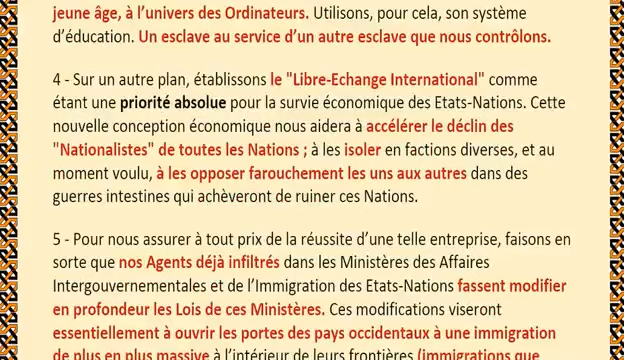 jeune âge, à l’univers des Ordinateurs. Utilisons, pour cela, son système
d’éducation. Un esclave au service d’un autre esclave que nous contrôlons.
4 - Sur un autre plan, établissons le "Libre-Echange International" comme
étant une priorité absolue pour la survie économique des Etats-Nations. Cette
nouvelle conception économique nous aidera à accélérer le déclin des
"Nationalistes" de toutes les Nations ; à les isoler en factions diverses, et au
moment voulu, à les opposer farouchement les uns aux autres dans des
guerres intestines qui achèveront de ruiner ces Nations.
5 - Pour nous assurer à tout prix de la réussite d’une telle entreprise, faisons en
sorte que nos Agents déjà infiltrés dans les Ministères des Affaires
Intergouvernementales et de l’Immigration des Etats-Nations fassent modifier
en profondeur les Lois de ces Ministères. Ces modifications viseront
essentiellement à ouvrir les portes des pays occidentaux à une immigration
de plus en plus massive à l’intérieur de leurs frontières (immigrations que